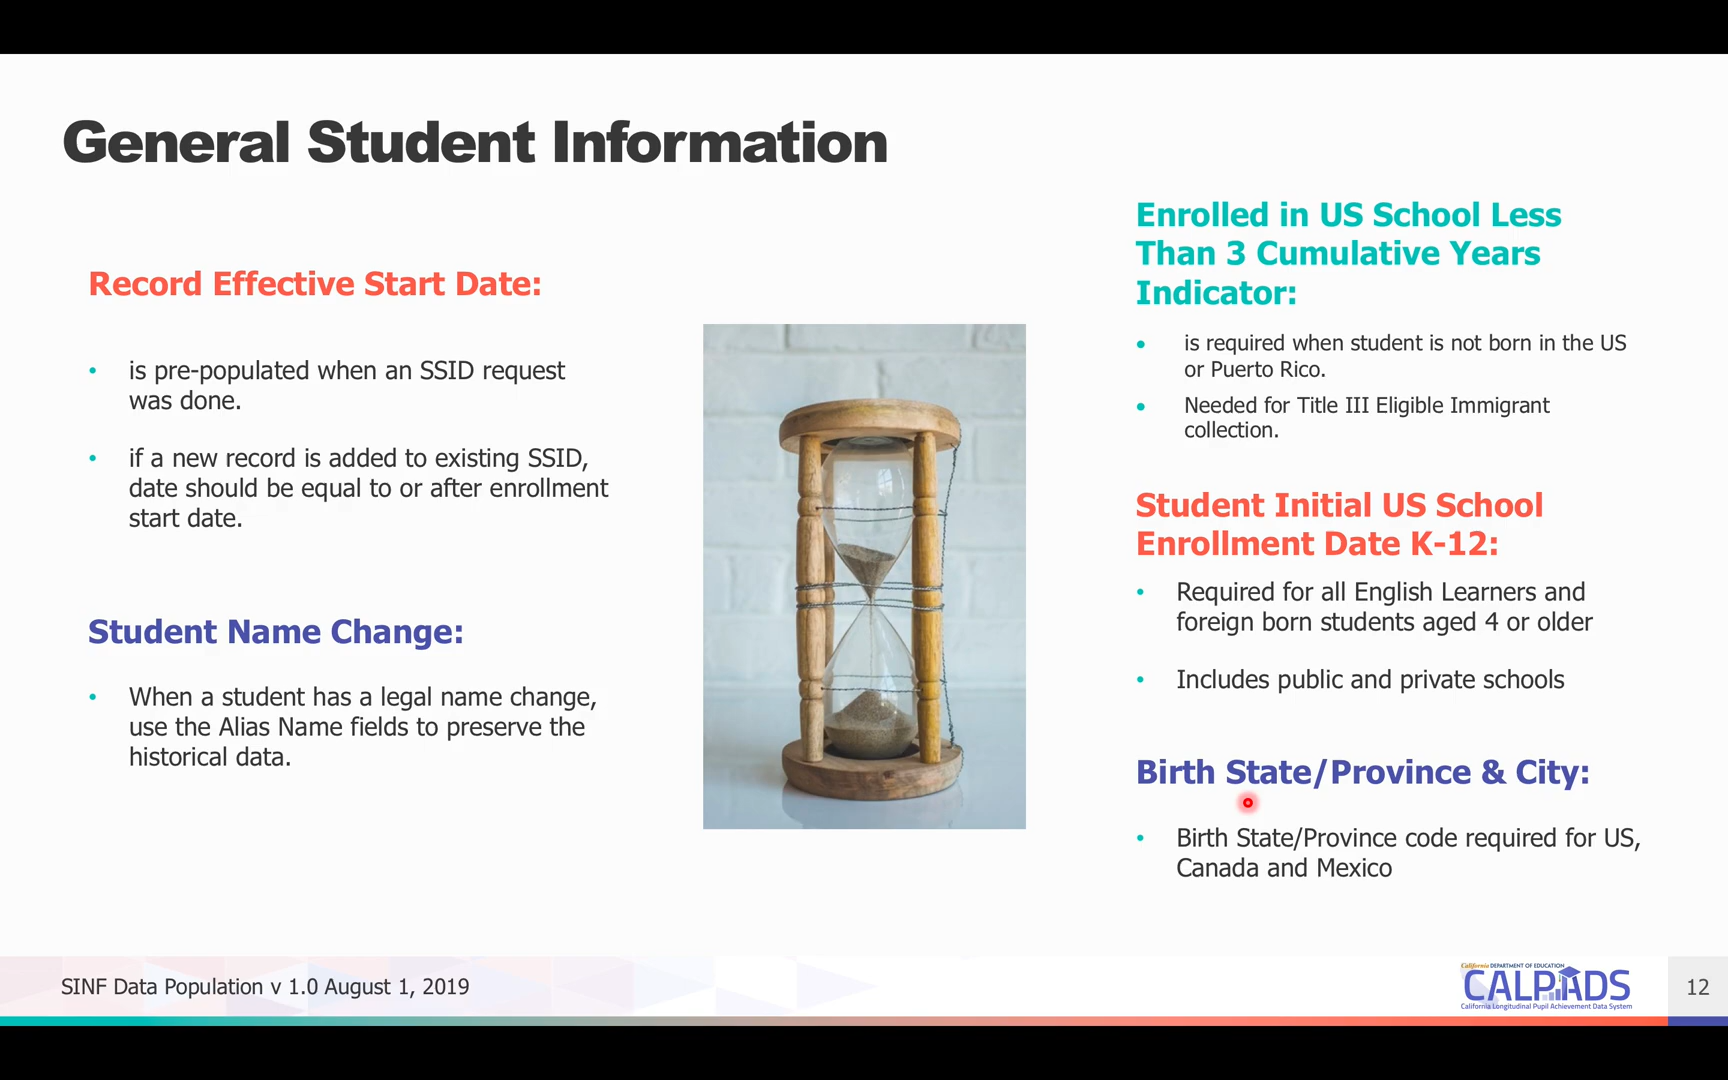 General Student Information
Record Effective Start Date:
• is pre-populated when an SSID request
was done.
• if a new record is added to existing SSID,
date should be equal to or after enrollment
start date.
Student Name Change:
• When a student has a legal name change,
use the Alias Name fields to preserve the
historical data.
Enrolled in US School Less
Than 3 Cumulative Years
Indicator:
• is required when student is not born in the US
or Puerto Rico.
• Needed for Title III Eligible Immigrant
collection.
Student Initial US School
Enrollment Date K-12:
• Required for all English Learners and
foreign born students aged 4 or older
• Includes public and private schools
Birth State/Province & City:
• Birth State/Province code required for US,
Canada and Mexico
SINF Data Population v 1.0 August 1, 2019
California DEPARTMENT OF EDUCATION
CALPADS
California Longitudinal Pupil Achievement Data System
12